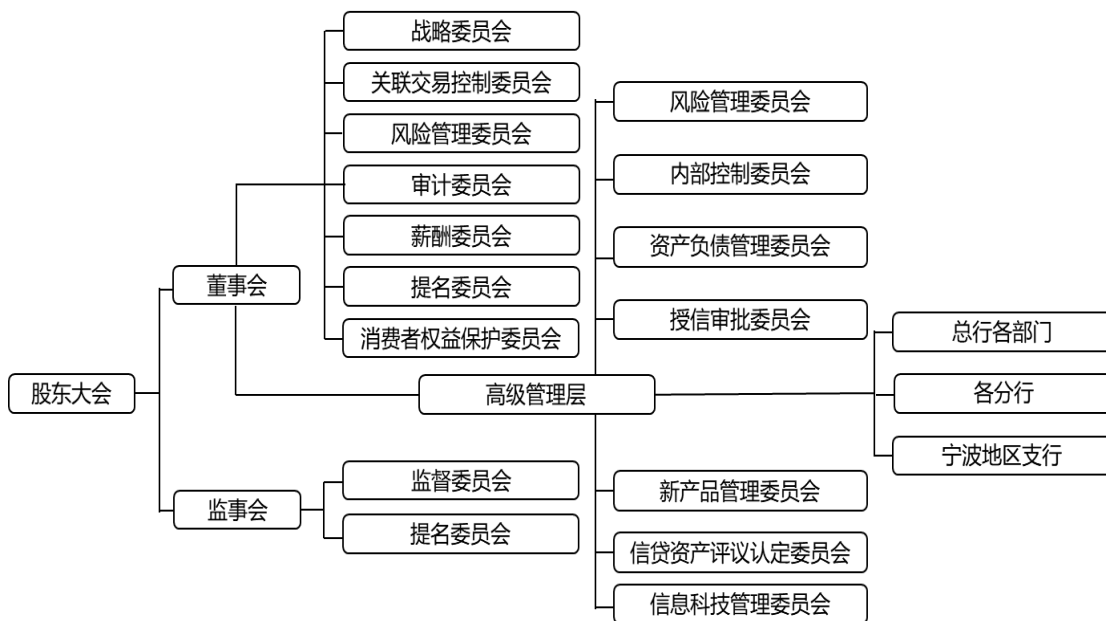 战略委员会
关联交易控制委员会
风险管理委员会
审计委员会
薪酬委员会
提名委员会
消费者权益保护委员会
风险管理委员会
内部控制委员会
资产负债管理委员会
授信审批委员会
董事会
股东大会
高级管理层
总行各部门
各分行
宁波地区支行
监事会
监督委员会
提名委员会
新产品管理委员会
信贷资产评议认定委员会
信息科技管理委员会